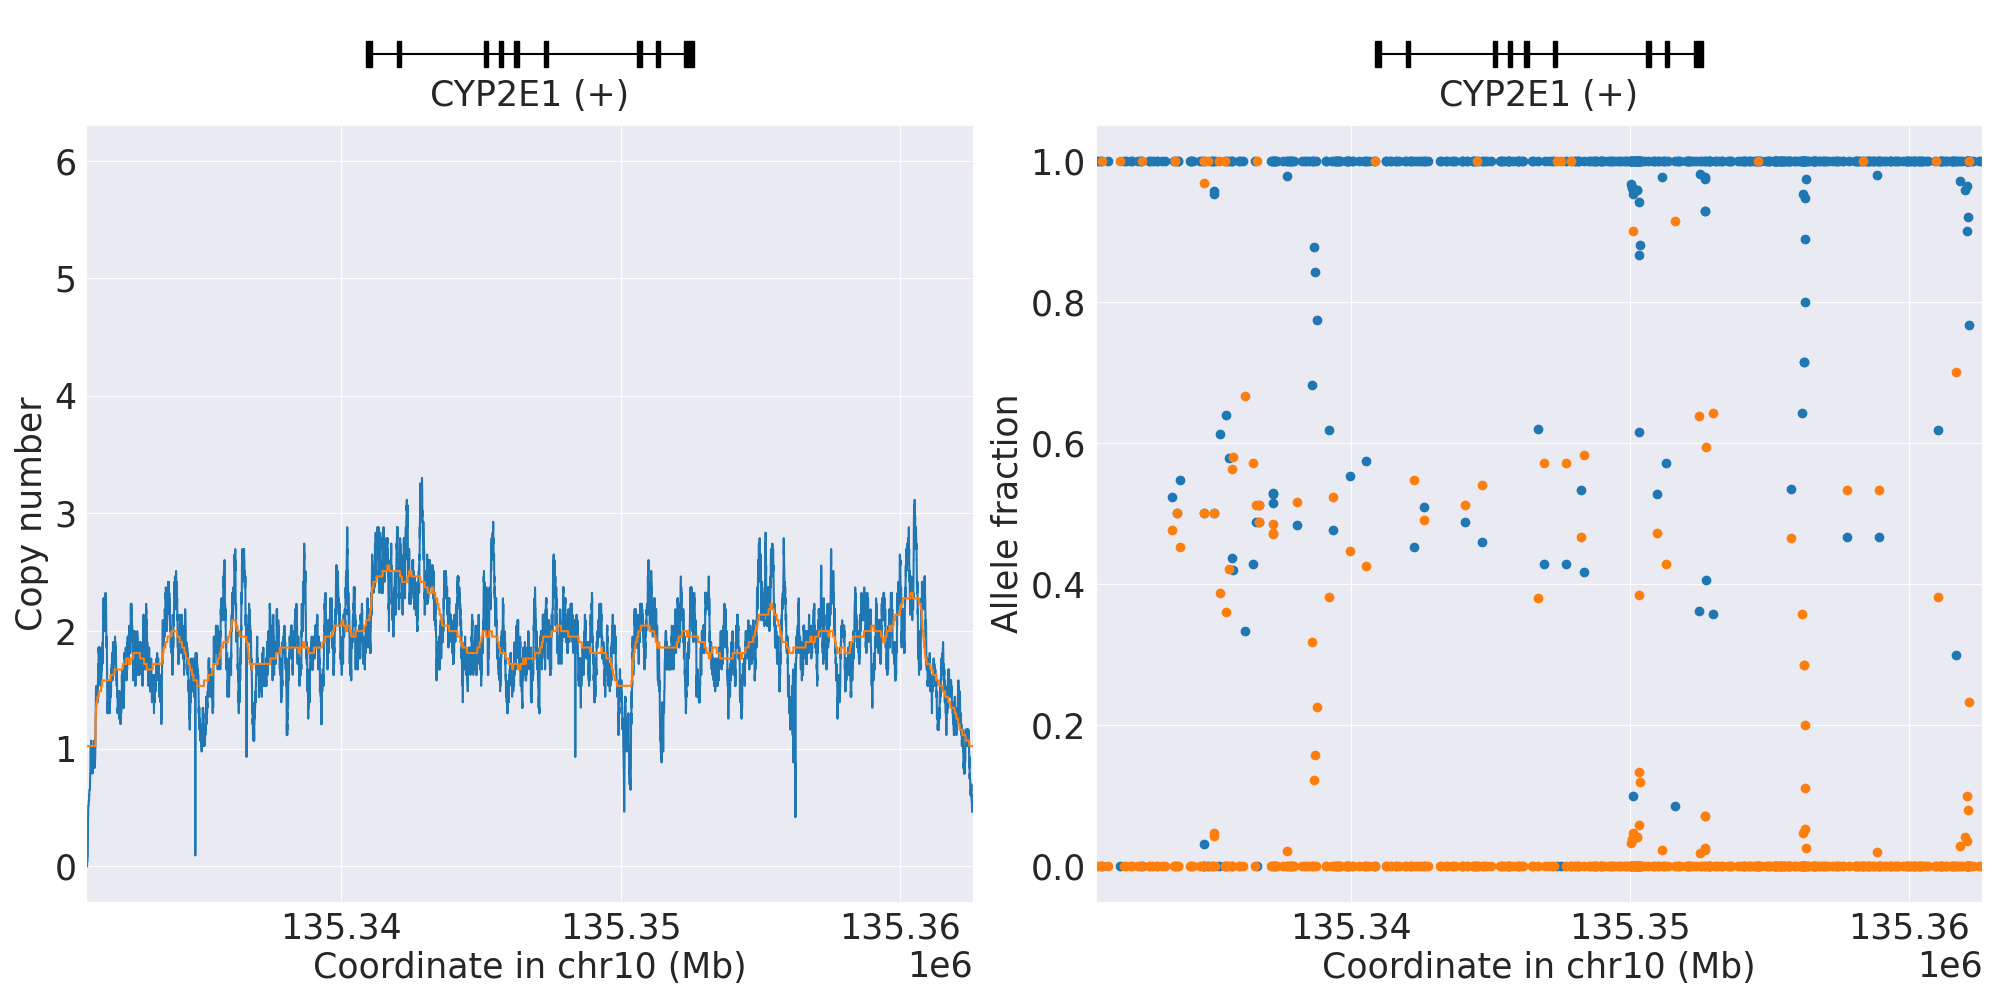 CYP2E1 (+)
6
5
4
3
2
1
0
Copy number
135.34 135.35 135.36
Coordinate in chr10 (Mb)
1e6
CYP2E1 (+)
1.0
0.8
0.6
0.4
0.2
0.0
Allele fraction
135.34 135.35 135.36
Coordinate in chr10 (Mb)
1e6